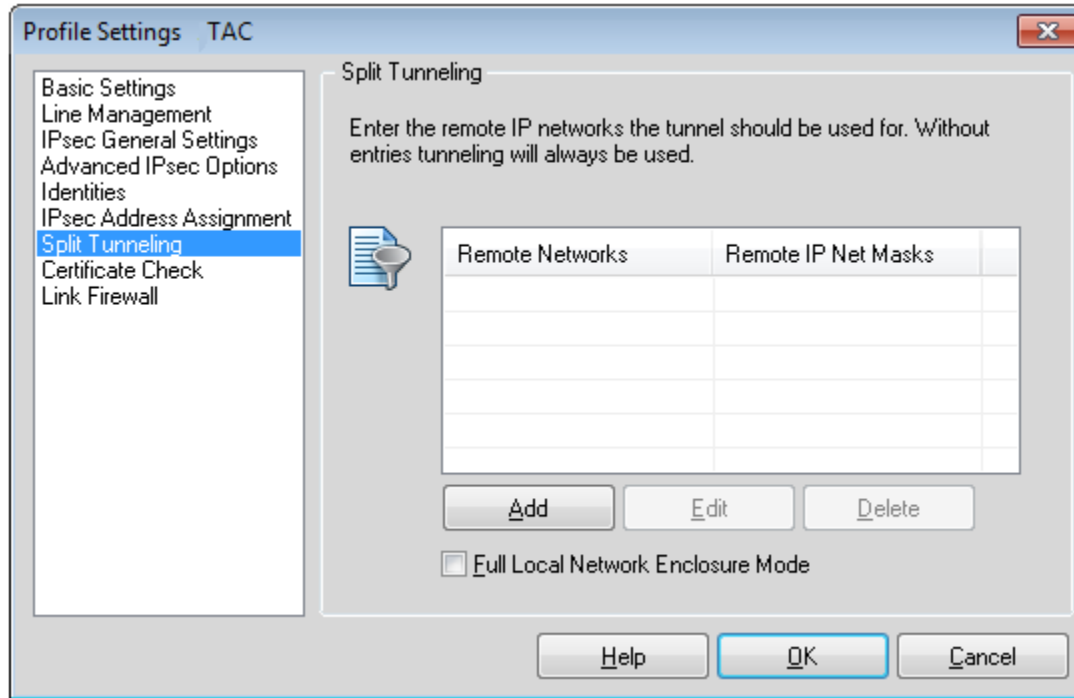 Profile Settings TAC
Basic Settings
Line Management
IPsec General Settings
Advanced IPsec Options
Identities
IPsec Address Assignment
Split Tunneling
Certificate Check
Link Firewall
Split Tunneling
Enter the remote IP networks the tunnel should be used for. Without
entries tunneling will always be used.
Remote Networks Remote IP Net Masks
Add Edit Delete
Full Local Network Enclosure Mode
Help OK Cancel